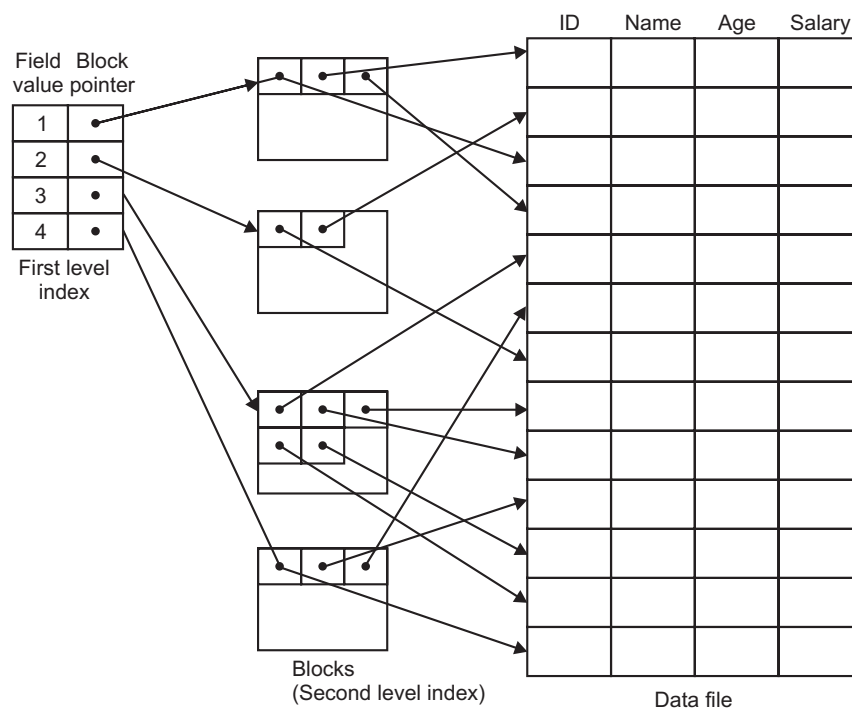 ID Name Age Salary
Field Block
value pointer
1
2
3
4
First level
index
Blocks
(Second level index)
Data file